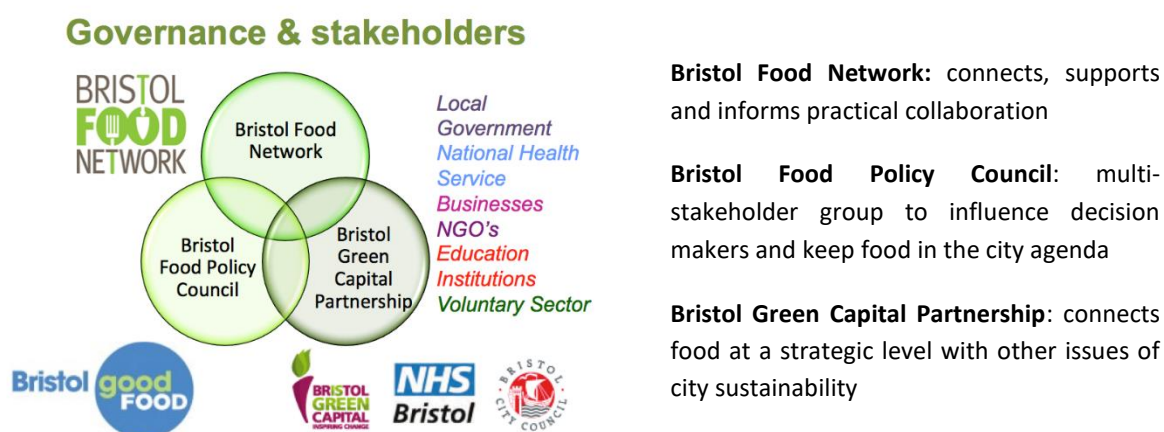 Governance & stakeholders
BRISTOL
FOOD
NETWORK
Bristol Food
Network
Bristol
Food Policy
Council
Bristol
Green
Capital
Partnership
Local
Government
National Health
Service
Businesses
NGO's
Education
Institutions
Voluntary Sector
Bristol good
FOOD
BRISTOL
GREEN
CAPITAL
INSPIRING CHANGE
NHS
Bristol
BRISTOL
CITY COUNCIL
Bristol Food Network: connects, supports
and informs practical collaboration
Bristol Food Policy Council: multi-
stakeholder group to influence decision
makers and keep food in the city agenda
Bristol Green Capital Partnership: connects
food at a strategic level with other issues of
city sustainability